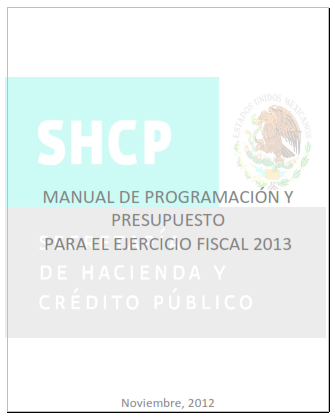 SHCP
ESTADOS UNIDOS MEXICANOS
MANUAL DE PROGRAMACIÓN Y
PRESUPUESTO
PARA EL EJERCICIO FISCAL 2013
DE HACIENDA Y
CRÉDITO PÚBLICO
Noviembre, 2012